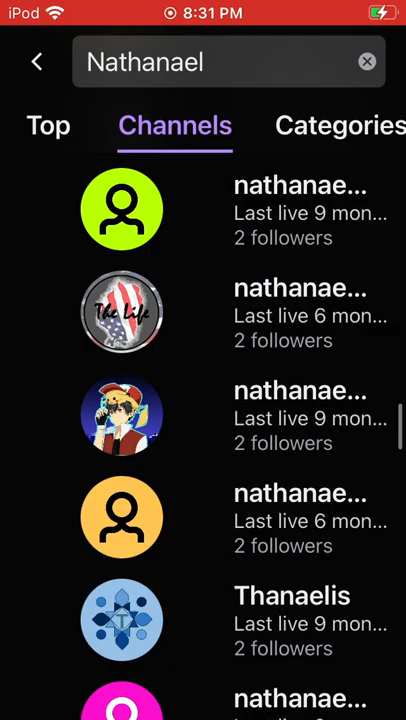 iPod 8:31 PM
Nathanael
Top Channels Categories
nathanae...
Last live 9 mon...
2 followers
The Life
nathanae...
Last live 6 mon...
2 followers
nathanae...
Last live 9 mon...
2 followers
nathanae...
Last live 6 mon...
2 followers
T
Thanaelis
Last live 9 mon...
2 followers
nathanae...